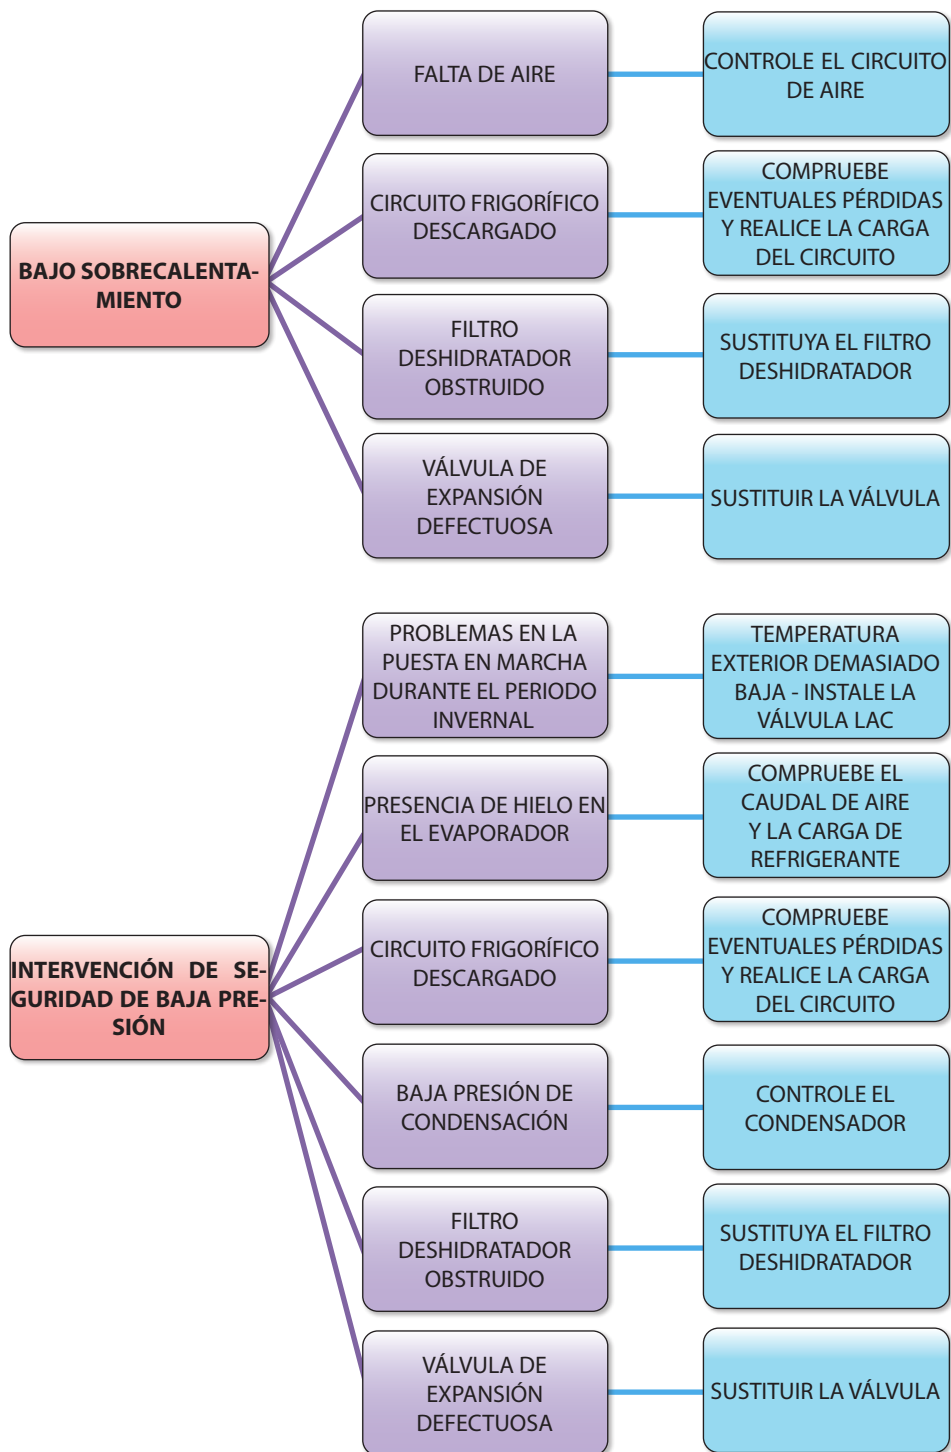 FALTA DE AIRE
CONTROLE EL CIRCUITO
DE AIRE
CIRCUITO FRIGORÍFICO
DESCARGADO
COMPRUEBE
EVENTUALES PÉRDIDAS
Y REALICE LA CARGA
DEL CIRCUITO
BAJO SOBRECALENTA-
MIENTO
FILTRO
DESHIDRATADOR
OBSTRUIDO
SUSTITUYA EL FILTRO
DESHIDRATADOR
VÁLVULA DE
EXPANSIÓN
DEFECTUOSA
SUSTITUIR LA VÁLVULA
PROBLEMAS EN LA
PUESTA EN MARCHA
DURANTE EL PERIODO
INVERNAL
TEMPERATURA
EXTERIOR DEMASIADO
BAJA - INSTALE LA
VÁLVULA LAC
PRESENCIA DE HIELO EN
EL EVAPORADOR
COMPRUEBE EL
CAUDAL DE AIRE
Y LA CARGA DE
REFRIGERANTE
CIRCUITO FRIGORÍFICO
DESCARGADO
COMPRUEBE
EVENTUALES PÉRDIDAS
Y REALICE LA CARGA
DEL CIRCUITO
INTERVENCIÓN DE SE-
GURIDAD DE BAJA PRE-
SIÓN
BAJA PRESIÓN DE
CONDENSACIÓN
CONTROLE EL
CONDENSADOR
FILTRO
DESHIDRATADOR
OBSTRUIDO
SUSTITUYA EL FILTRO
DESHIDRATADOR
VÁLVULA DE
EXPANSIÓN
DEFECTUOSA
SUSTITUIR LA VÁLVULA